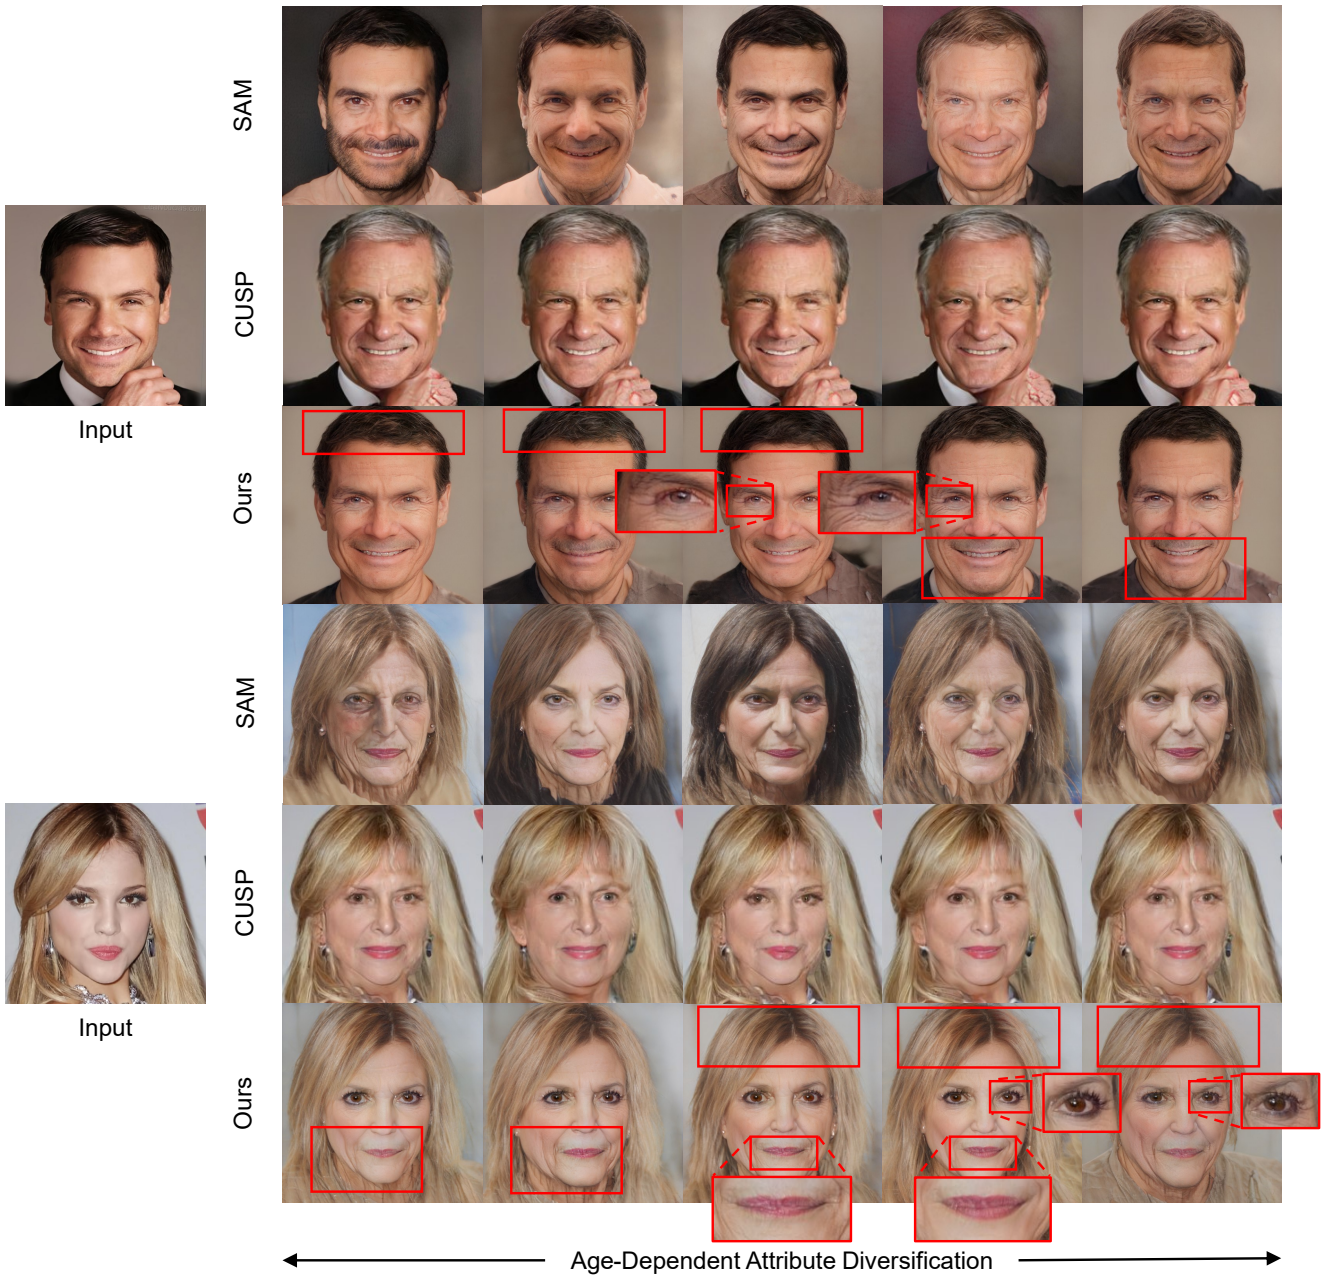 SAM
CUSP
Input
Ours
SAM
CUSP
Input
Ours
Age-Dependent Attribute Diversification